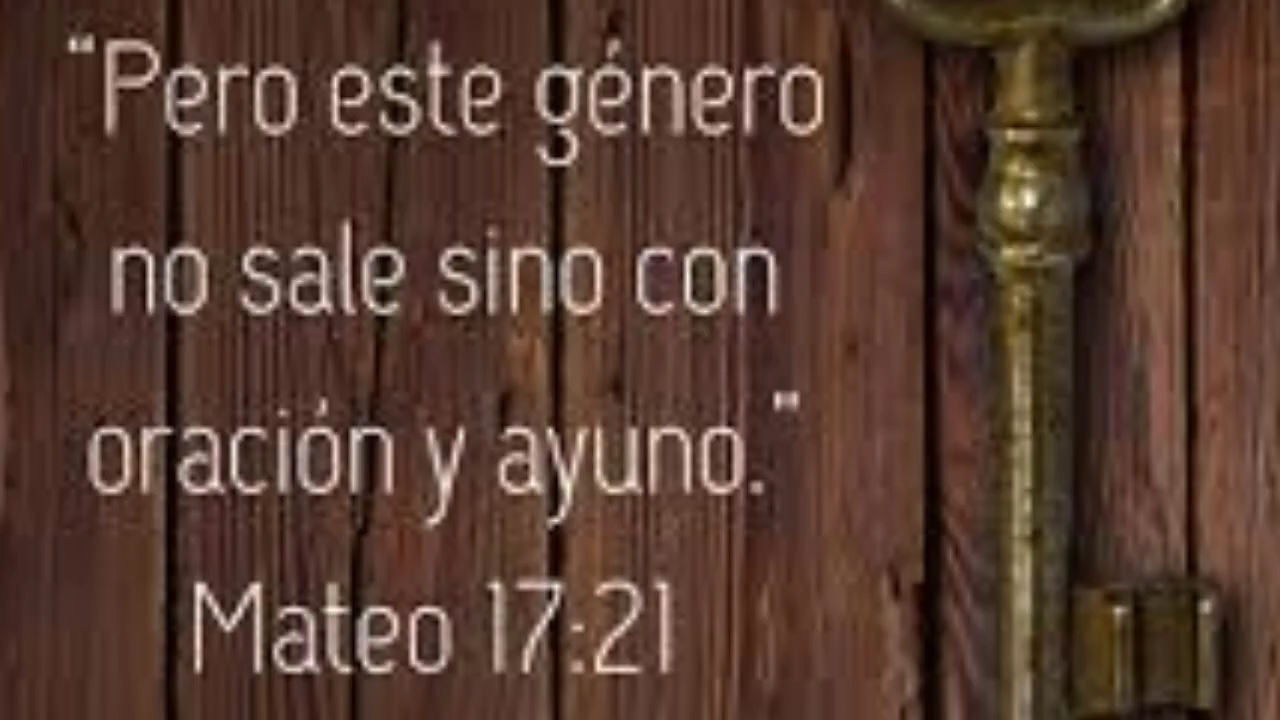 “Pero este género
no sale sino con
oración y ayuno.”
Mateo 17:21